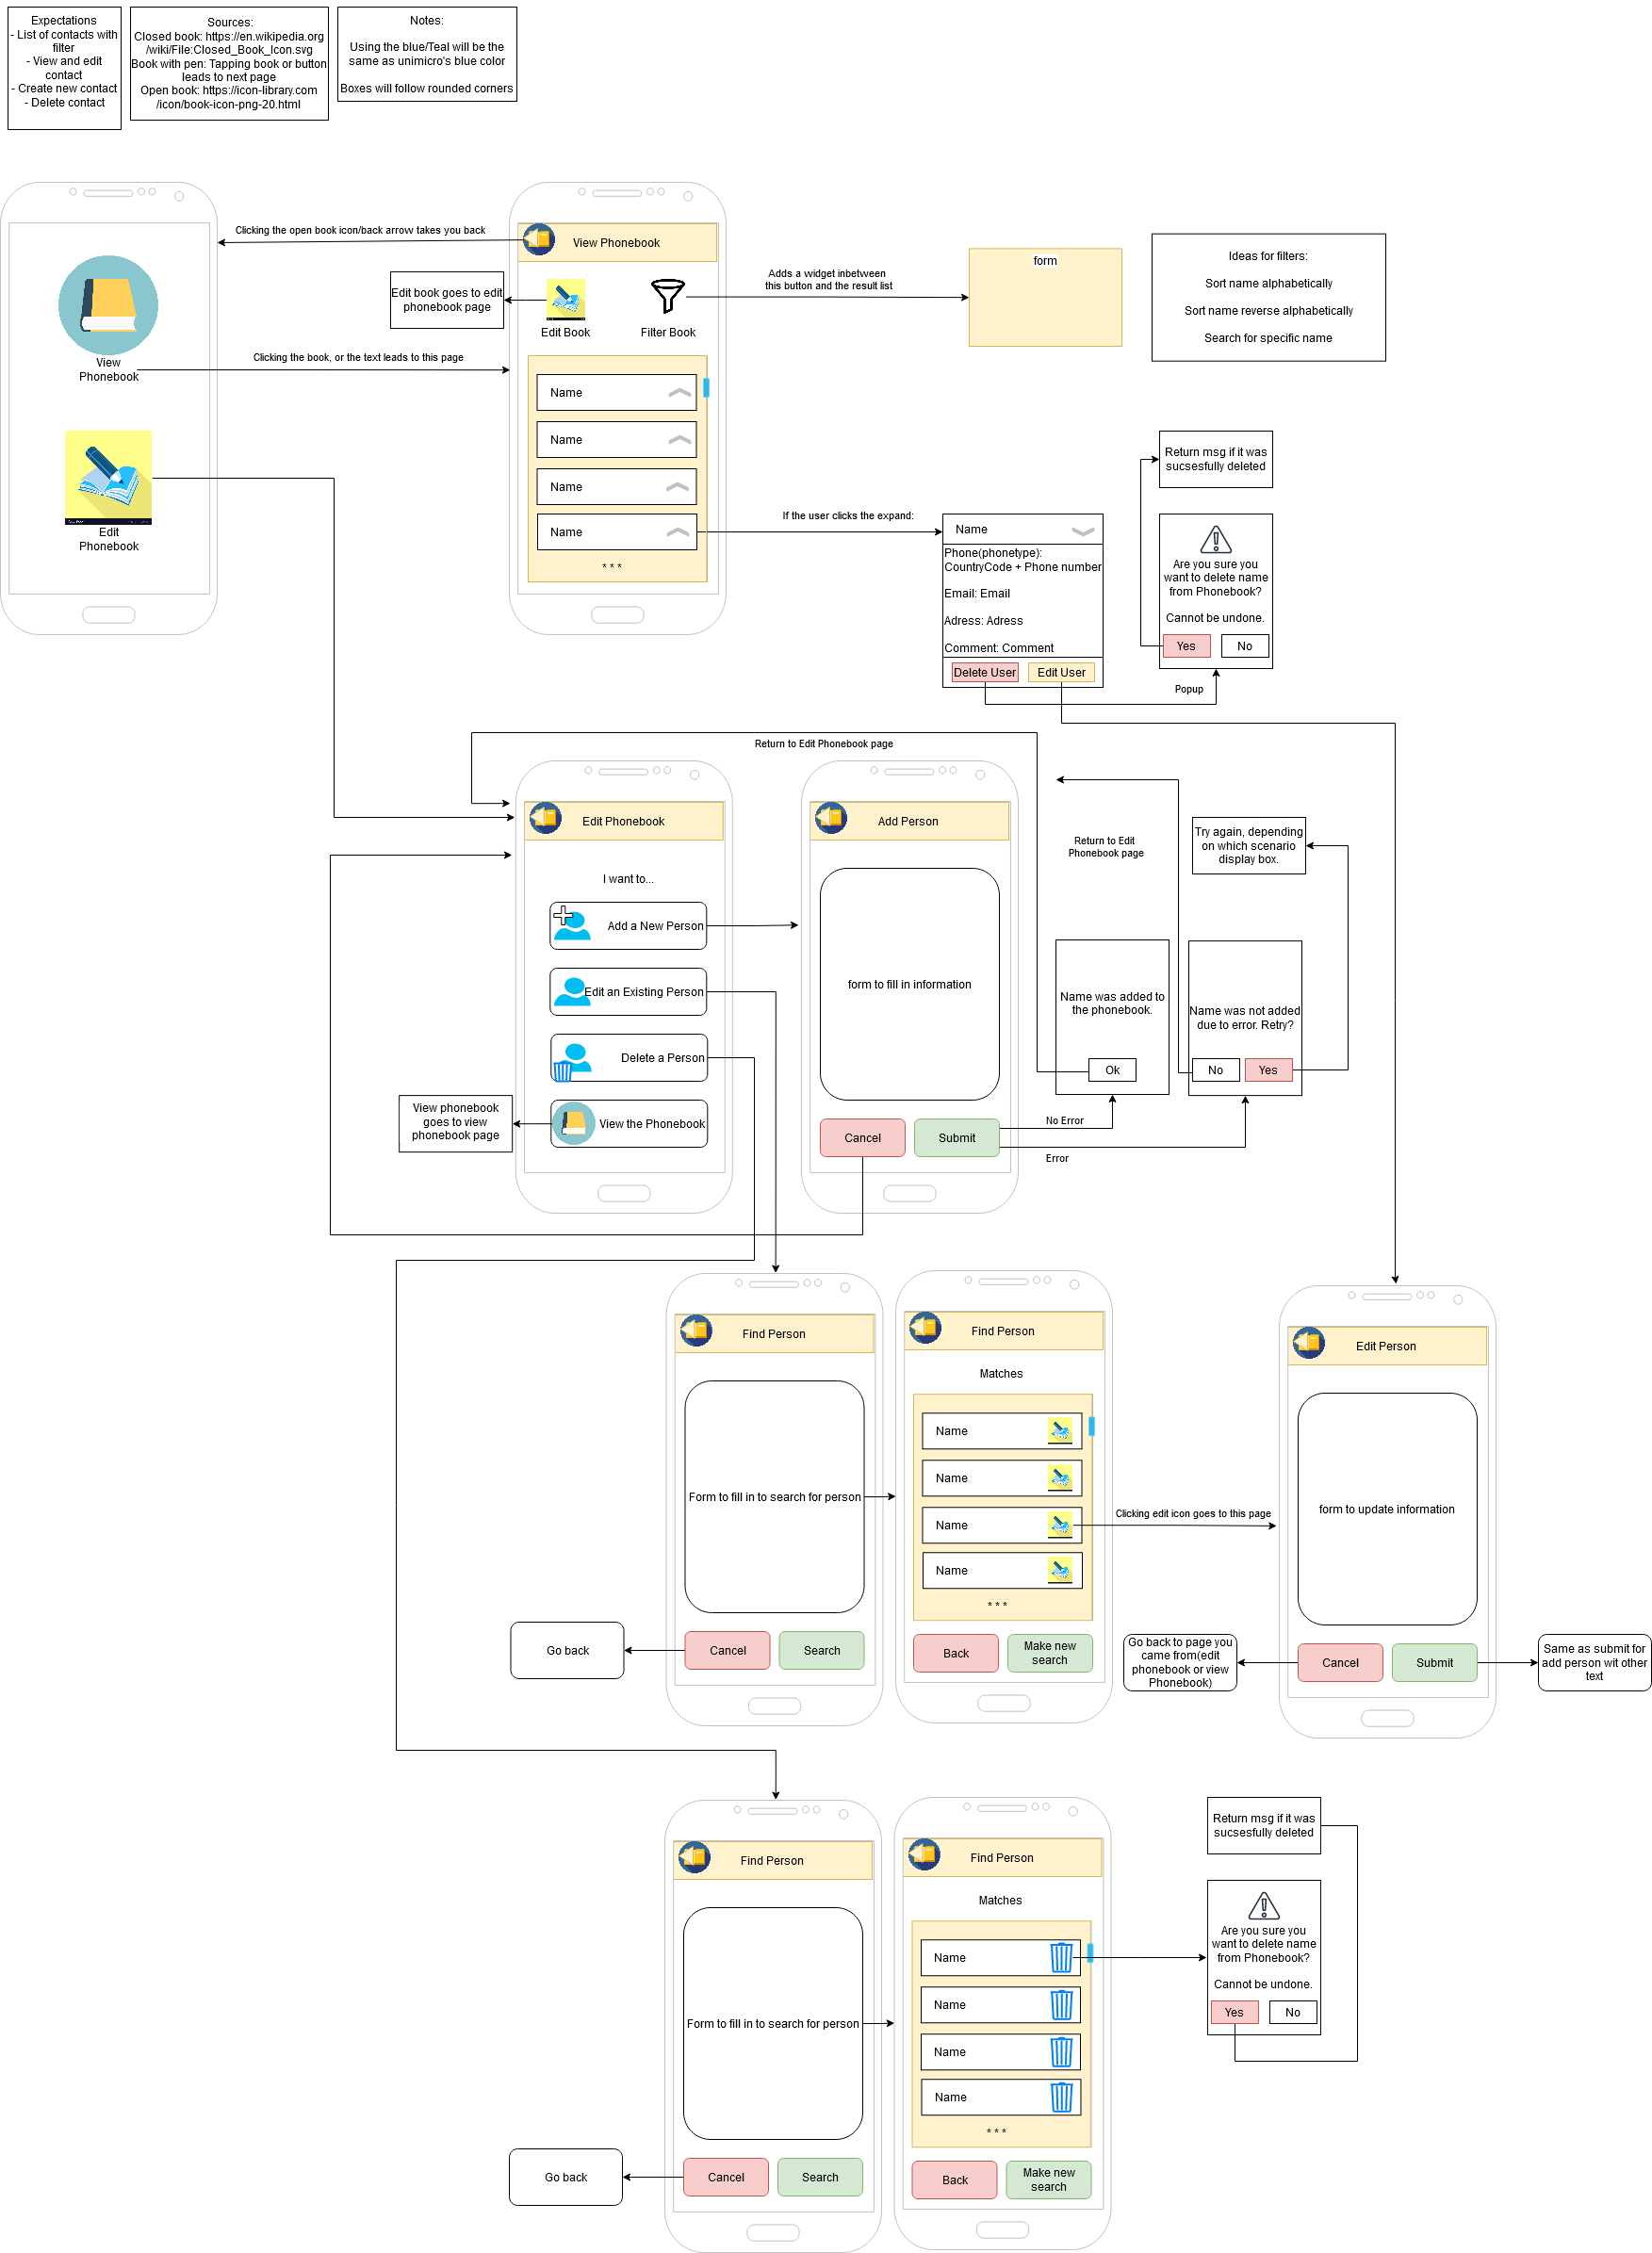 Expectations
- List of contacts with
filter
- View and edit
contact
- Create new contact
- Delete contact
Sources:
Closed book: https://en.wikipedia.org
/wiki/File:Closed_Book_Icon.svg
Book with pen: Tapping book or button
leads to next page
Open book: https://icon-library.com
/icon/book-icon-png-20.html
Notes:
Using the blue/Teal will be the
same as unimicro's blue color
Boxes will follow rounded corners
View
Phonebook
Edit
Phonebook
Clicking the open book icon/back arrow takes you back
Clicking the book, or the text leads to this page
View Phonebook
Edit book goes to edit
phonebook page
Edit Book
Filter Book
Adds a widget inbetween
this button and the result list
form
Ideas for filters:
Sort name alphabetically
Sort name reverse alphabetically
Search for specific name
Name
Name
Name
Name
* * *
If the user clicks the expand:
Name
Phone(phonetype):
CountryCode + Phone number
Email: Email
Adress: Adress
Comment: Comment
Delete User
Edit User
Return msg if it was
sucsesfully deleted
Are you sure you
want to delete name
from Phonebook?
Cannot be undone.
Yes
No
Popup
Return to Edit Phonebook page
Edit Phonebook
I want to...
Add a New Person
Edit an Existing Person
Delete a Person
View the Phonebook
View phonebook
goes to view
phonebook page
Add Person
form to fill in information
Cancel
Submit
No Error
Error
Return to Edit
Phonebook page
Try again, depending
on which scenario
display box.
Name was added to
the phonebook.
Ok
Name was not added
due to error. Retry?
No
Yes
Find Person
Form to fill in to search for person
Cancel
Search
Go back
Find Person
Matches
Name
Name
Name
Name
* * *
Back
Make new
search
Clicking edit icon goes to this page
Edit Person
form to update information
Cancel
Submit
Go back to page you
came from(edit
phonebook or view
Phonebook)
Same as submit for
add person wit other
text
Find Person
Form to fill in to search for person
Cancel
Search
Go back
Find Person
Matches
Name
Name
Name
Name
* * *
Back
Make new
search
Return msg if it was
sucsesfully deleted
Are you sure you
want to delete name
from Phonebook?
Cannot be undone.
Yes
No